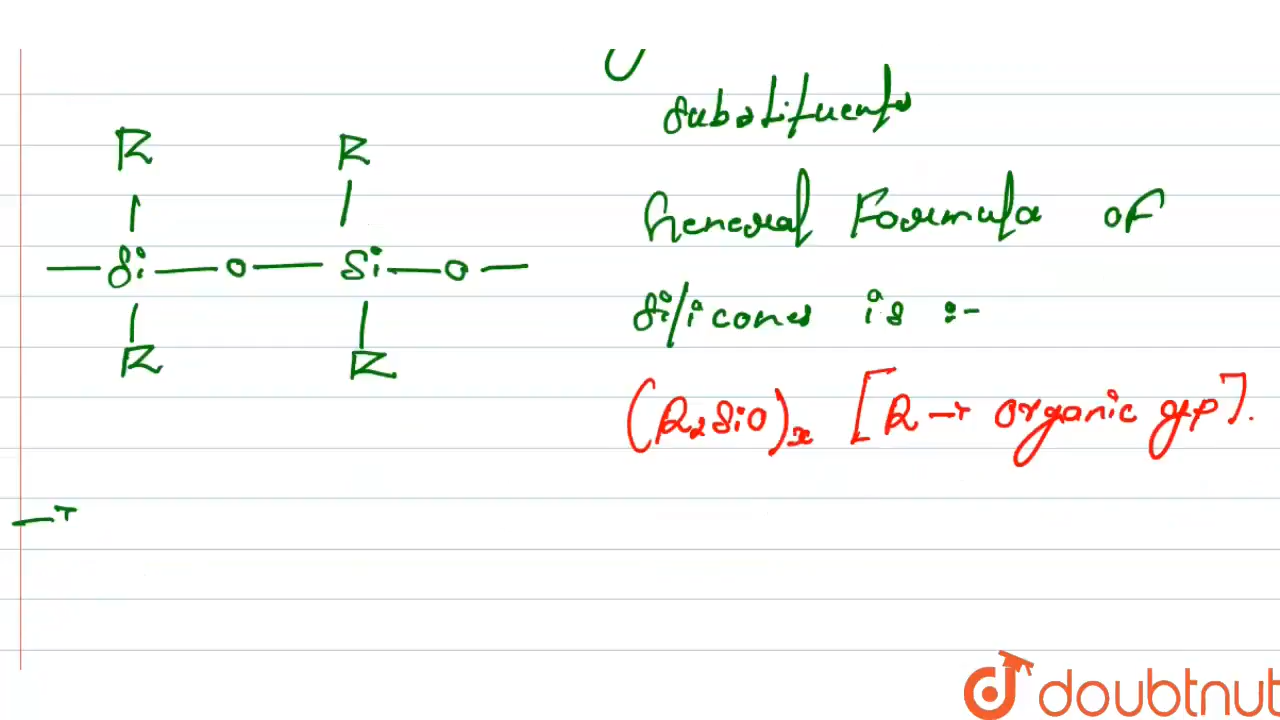 substituents
R R
General Formula of
— Si — o — Si — o —
silicones is :-
R R
(R₂SiO)ₓ [R → organic grp].
→
doubtnut